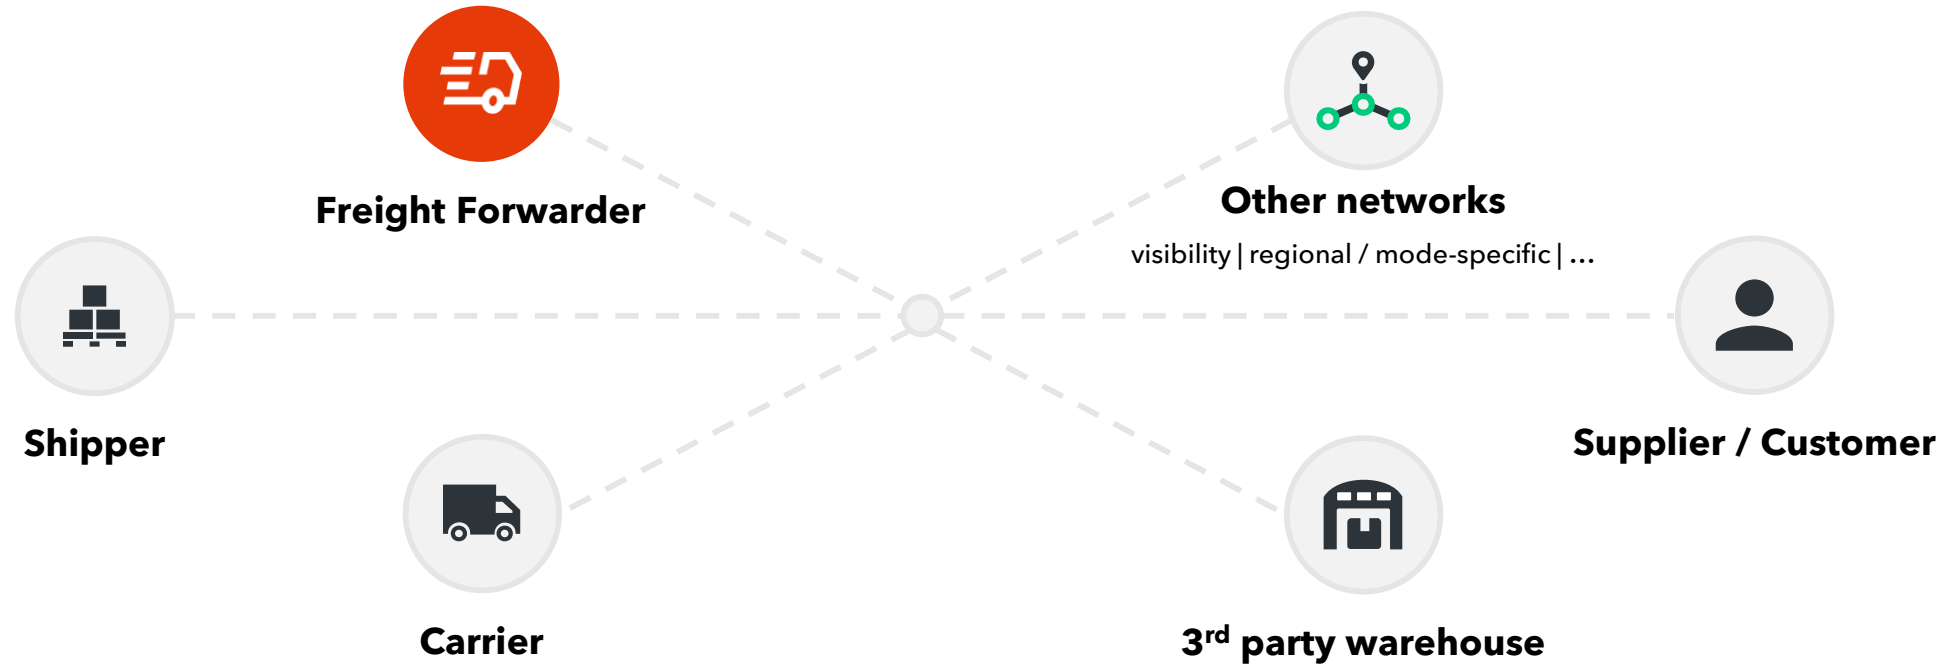 Freight Forwarder
Other networks
visibility | regional / mode-specific | ...
Shipper
Supplier / Customer
Carrier
3rd party warehouse